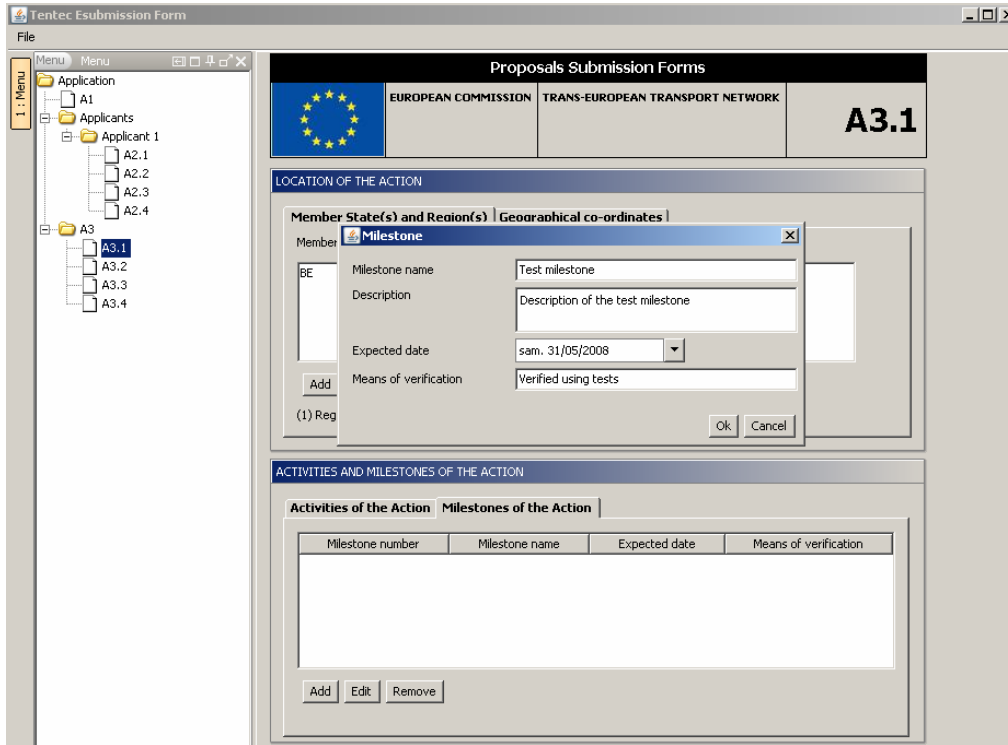 Tentec Esubmission Form
File
1 : Menu
Menu Menu
Application
A1
Applicants
Applicant 1
A2.1
A2.2
A2.3
A2.4
A3
A3.1
A3.2
A3.3
A3.4
Proposals Submission Forms
EUROPEAN COMMISSION TRANS-EUROPEAN TRANSPORT NETWORK
A3.1
LOCATION OF THE ACTION
Member State(s) and Region(s) Geographical co-ordinates
Member
BE
Add
(1) Reg
Milestone
Milestone name Test milestone
Description Description of the test milestone
Expected date sam. 31/05/2008
Means of verification Verified using tests
Ok Cancel
ACTIVITIES AND MILESTONES OF THE ACTION
Activities of the Action Milestones of the Action
Milestone number Milestone name Expected date Means of verification
Add Edit Remove